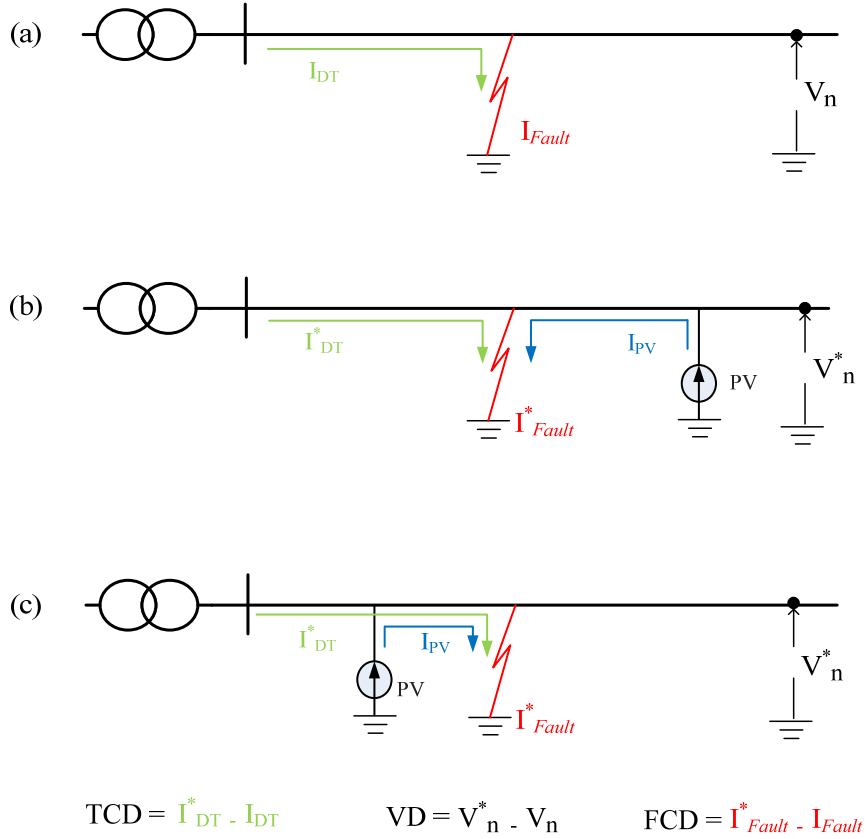 (a)
I_DT
I_Fault
V_n
(b)
I*_DT
I_PV
PV
V*_n
I*_Fault
(c)
I*_DT
I_PV
PV
V*_n
I*_Fault
TCD = I*_DT - I_DT VD = V*_n - V_n FCD = I*_Fault - I_Fault